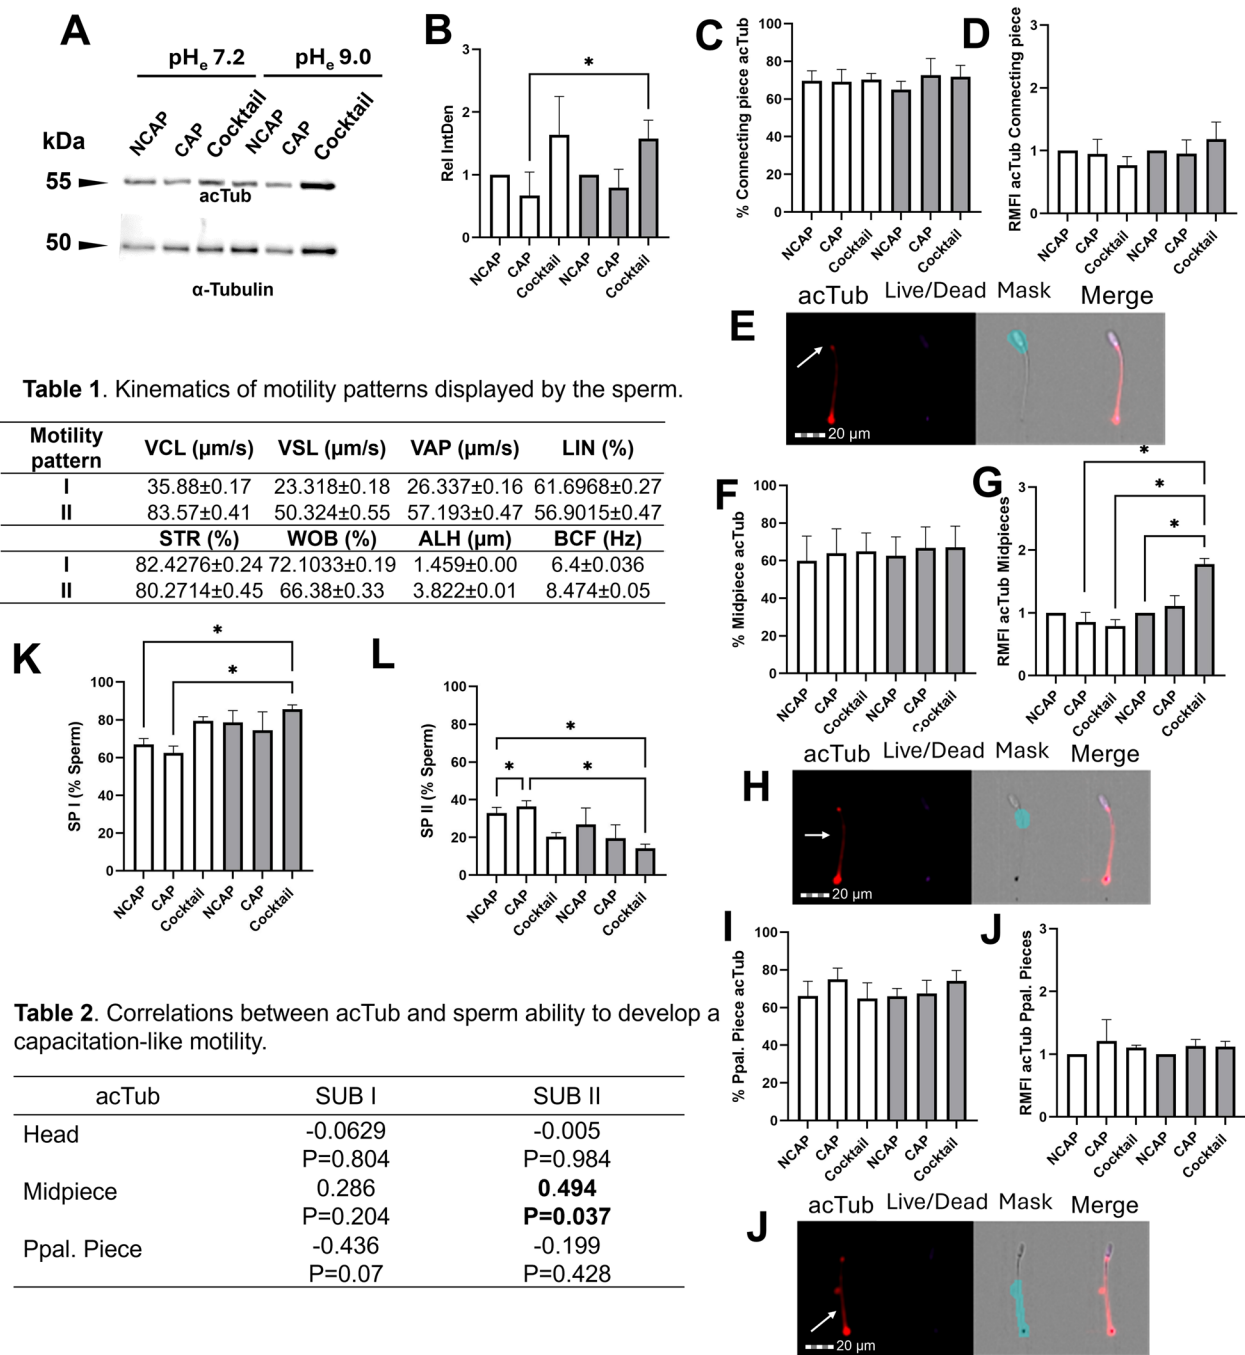 A
pHe 7.2 pHe 9.0
NCAP CAP Cocktail NCAP CAP Cocktail
kDa
55
acTub
50
α-Tubulin
B
Rel IntDen
3
2
1
0
*
NCAP CAP Cocktail NCAP CAP Cocktail
C
% Connecting piece acTub
100
80
60
40
20
0
NCAP CAP Cocktail NCAP CAP Cocktail
D
RMFI acTub Connecting piece
3
2
1
0
NCAP CAP Cocktail NCAP CAP Cocktail
E
acTub Live/Dead Mask Merge
20 µm
Table 1. Kinematics of motility patterns displayed by the sperm.
Motility pattern VCL (µm/s) VSL (µm/s) VAP (µm/s) LIN (%)
I 35.88±0.17 23.318±0.18 26.337±0.16 61.6968±0.27
II 83.57±0.41 50.324±0.55 57.193±0.47 56.9015±0.47
STR (%) WOB (%) ALH (µm) BCF (Hz)
I 82.4276±0.24 72.1033±0.19 1.459±0.00 6.4±0.036
II 80.2714±0.45 66.38±0.33 3.822±0.01 8.474±0.05
F
% Midpiece acTub
100
80
60
40
20
0
NCAP CAP Cocktail NCAP CAP Cocktail
G
RMFI acTub Midpieces
3
2
1
0
*
*
*
NCAP CAP Cocktail NCAP CAP Cocktail
H
acTub Live/Dead Mask Merge
20 µm
K
SP I (% Sperm)
100
80
60
40
20
0
*
*
NCAP CAP Cocktail NCAP CAP Cocktail
L
SP II (% Sperm)
100
80
60
40
20
0
*
* *
NCAP CAP Cocktail NCAP CAP Cocktail
I
% Ppal. Piece acTub
100
80
60
40
20
0
NCAP CAP Cocktail NCAP CAP Cocktail
J
RMFI acTub Ppal. Pieces
3
2
1
0
NCAP CAP Cocktail NCAP CAP Cocktail
J
acTub Live/Dead Mask Merge
20 µm
Table 2. Correlations between acTub and sperm ability to develop a
capacitation-like motility.
acTub SUB I SUB II
Head -0.0629 -0.005
P=0.804 P=0.984
Midpiece 0.286 0.494
P=0.204 P=0.037
Ppal. Piece -0.436 -0.199
P=0.07 P=0.428